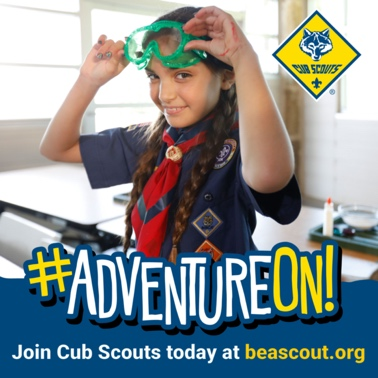 CUB SCOUTS
#ADVENTUREON!
Join Cub Scouts today at beascout.org